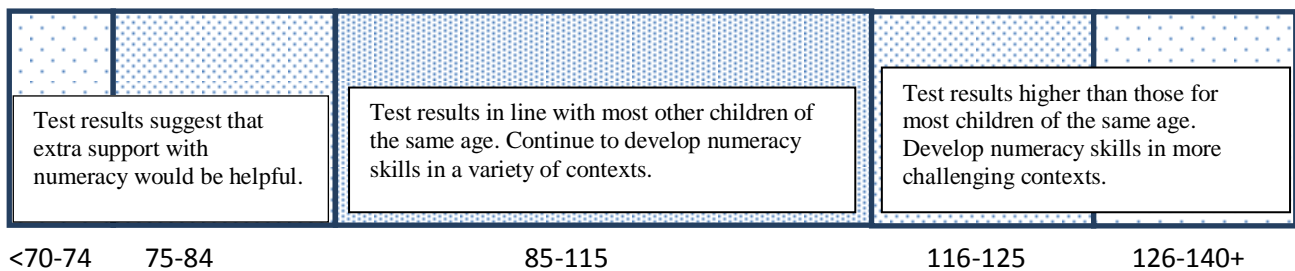 Test results suggest that
extra support with
numeracy would be helpful.
Test results in line with most other children of
the same age. Continue to develop numeracy
skills in a variety of contexts.
Test results higher than those for
most children of the same age.
Develop numeracy skills in more
challenging contexts.
<70-74 75-84 85-115 116-125 126-140+